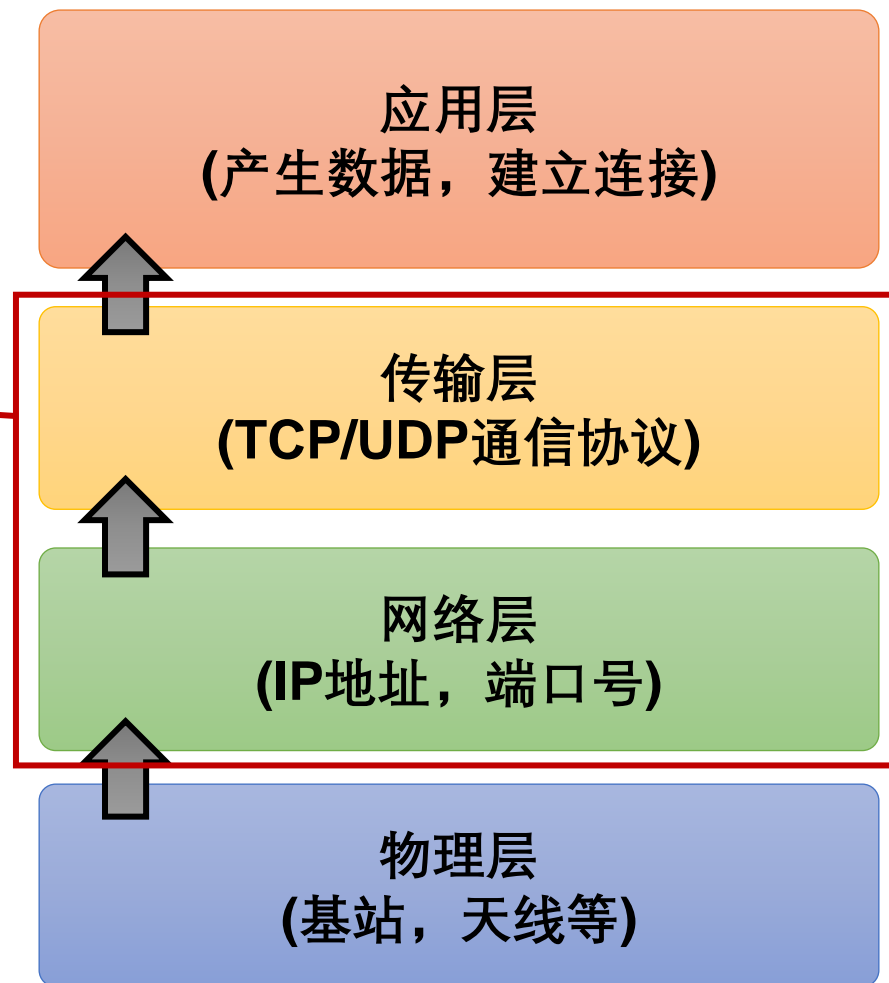 应用层
(产生数据，建立连接)
传输层
(TCP/UDP通信协议)
网络层
(IP地址，端口号)
物理层
(基站，天线等)